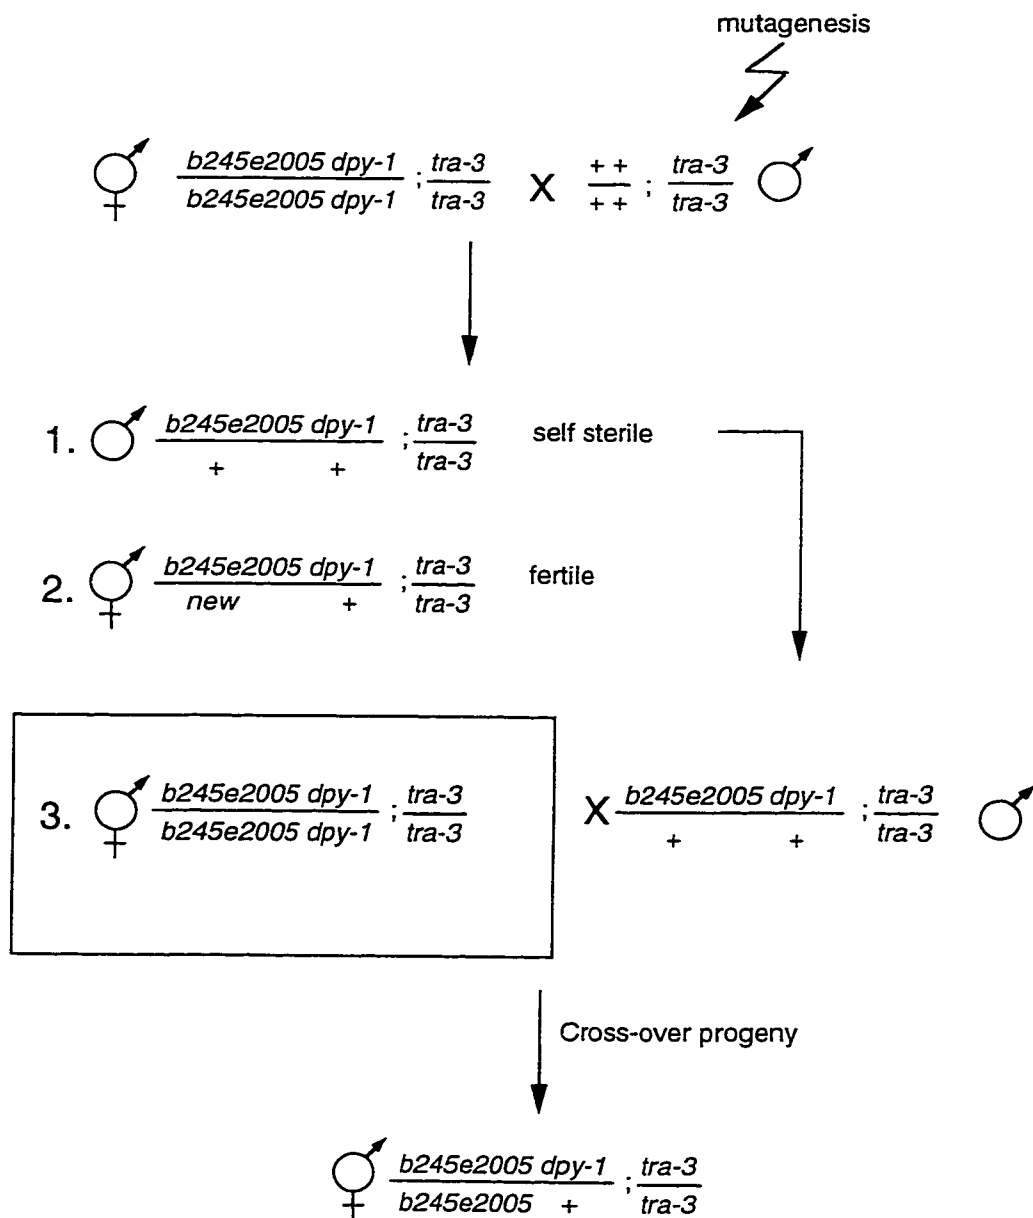 mutagenesis
b245e2005 dpy-1 ; tra-3 X + + ; tra-3
b245e2005 dpy-1 tra-3 + + tra-3
1. b245e2005 dpy-1 ; tra-3 self sterile
+ + tra-3
2. b245e2005 dpy-1 ; tra-3 fertile
new + tra-3
3. b245e2005 dpy-1 ; tra-3 X b245e2005 dpy-1 ; tra-3
b245e2005 dpy-1 tra-3 + + tra-3
Cross-over progeny
b245e2005 dpy-1 ; tra-3
b245e2005 + tra-3